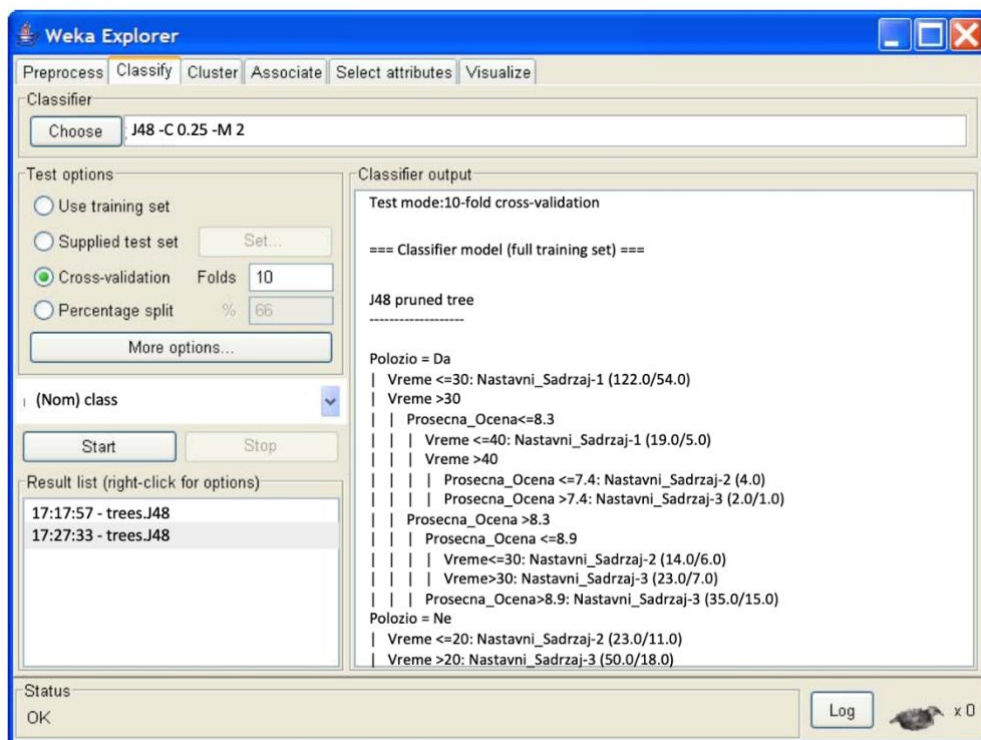 Weka Explorer
Preprocess Classify Cluster Associate Select attributes Visualize
Classifier
Choose J48 -C 0.25 -M 2
Test options
Use training set
Supplied test set Set...
Cross-validation Folds 10
Percentage split % 66
More options...
(Nom) class
Start Stop
Result list (right-click for options)
17:17:57 - trees.J48
17:27:33 - trees.J48
Classifier output
Test mode:10-fold cross-validation
=== Classifier model (full training set) ===
J48 pruned tree
-------------------
Polozio = Da
| Vreme <=30: Nastavni_Sadrzaj-1 (122.0/54.0)
| Vreme >30
| | Prosecna_Ocena<=8.3
| | | Vreme <=40: Nastavni_Sadrzaj-1 (19.0/5.0)
| | | Vreme >40
| | | | Prosecna_Ocena <=7.4: Nastavni_Sadrzaj-2 (4.0)
| | | | Prosecna_Ocena >7.4: Nastavni_Sadrzaj-3 (2.0/1.0)
| | Prosecna_Ocena >8.3
| | | Prosecna_Ocena <=8.9
| | | | Vreme<=30: Nastavni_Sadrzaj-2 (14.0/6.0)
| | | | Vreme>30: Nastavni_Sadrzaj-3 (23.0/7.0)
| | | Prosecna_Ocena>8.9: Nastavni_Sadrzaj-3 (35.0/15.0)
Polozio = Ne
| Vreme <=20: Nastavni_Sadrzaj-2 (23.0/11.0)
| Vreme >20: Nastavni_Sadrzaj-3 (50.0/18.0)
Status
OK
Log x 0